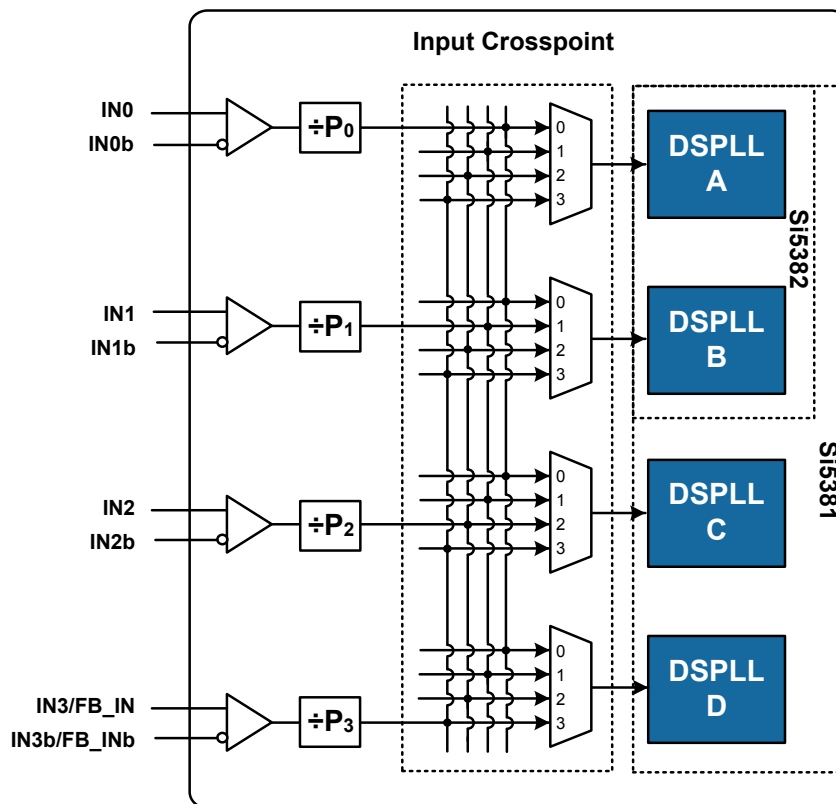 Input Crosspoint
IN0
IN0b
÷P0
0
1
2
3
DSPLL
A
Si5382
IN1
IN1b
÷P1
0
1
2
3
DSPLL
B
Si5381
IN2
IN2b
÷P2
0
1
2
3
DSPLL
C
IN3/FB_IN
IN3b/FB_INb
÷P3
0
1
2
3
DSPLL
D